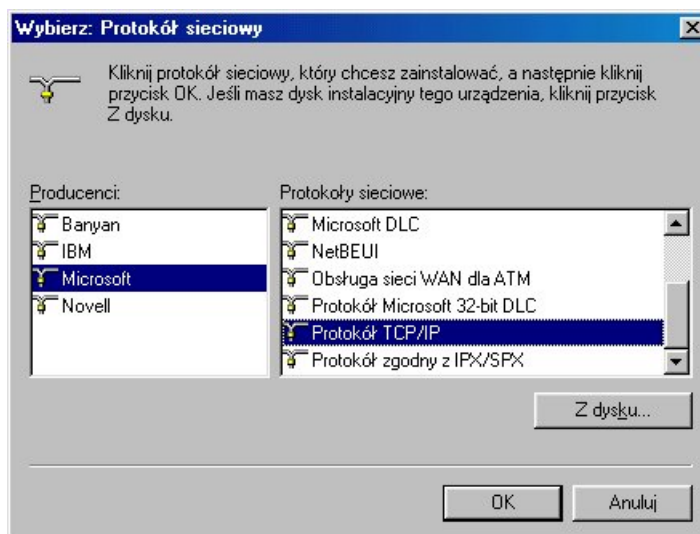 Wybierz: Protokół sieciowy
Kliknij protokół sieciowy, który chcesz zainstalować, a następnie kliknij
przycisk OK. Jeśli masz dysk instalacyjny tego urządzenia, kliknij przycisk
Z dysku.
Producenci:
Banyan
IBM
Microsoft
Novell
Protokoły sieciowe:
Microsoft DLC
NetBEUI
Obsługa sieci WAN dla ATM
Protokół Microsoft 32-bit DLC
Protokół TCP/IP
Protokół zgodny z IPX/SPX
Z dysku...
OK
Anuluj